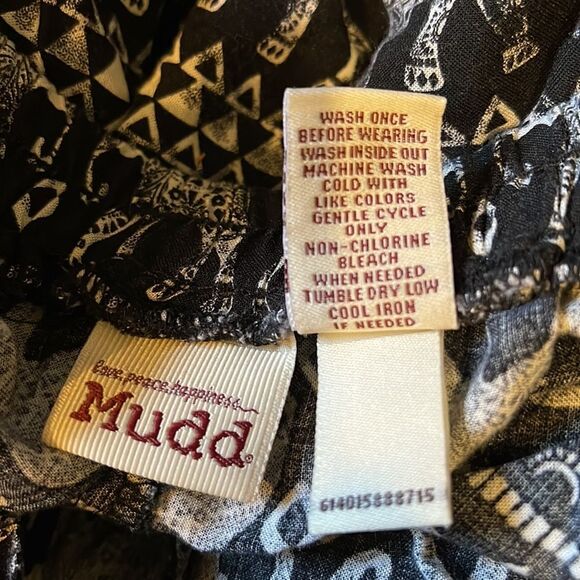 WASH ONCE
BEFORE WEARING
WASH INSIDE OUT
MACHINE WASH
COLD WITH
LIKE COLORS
GENTLE CYCLE
ONLY
NON-CHLORINE
BLEACH
WHEN NEEDED
TUMBLE DRY LOW
COOL IRON
IF NEEDED
love.peace.happiness
Mudd®
614015888715